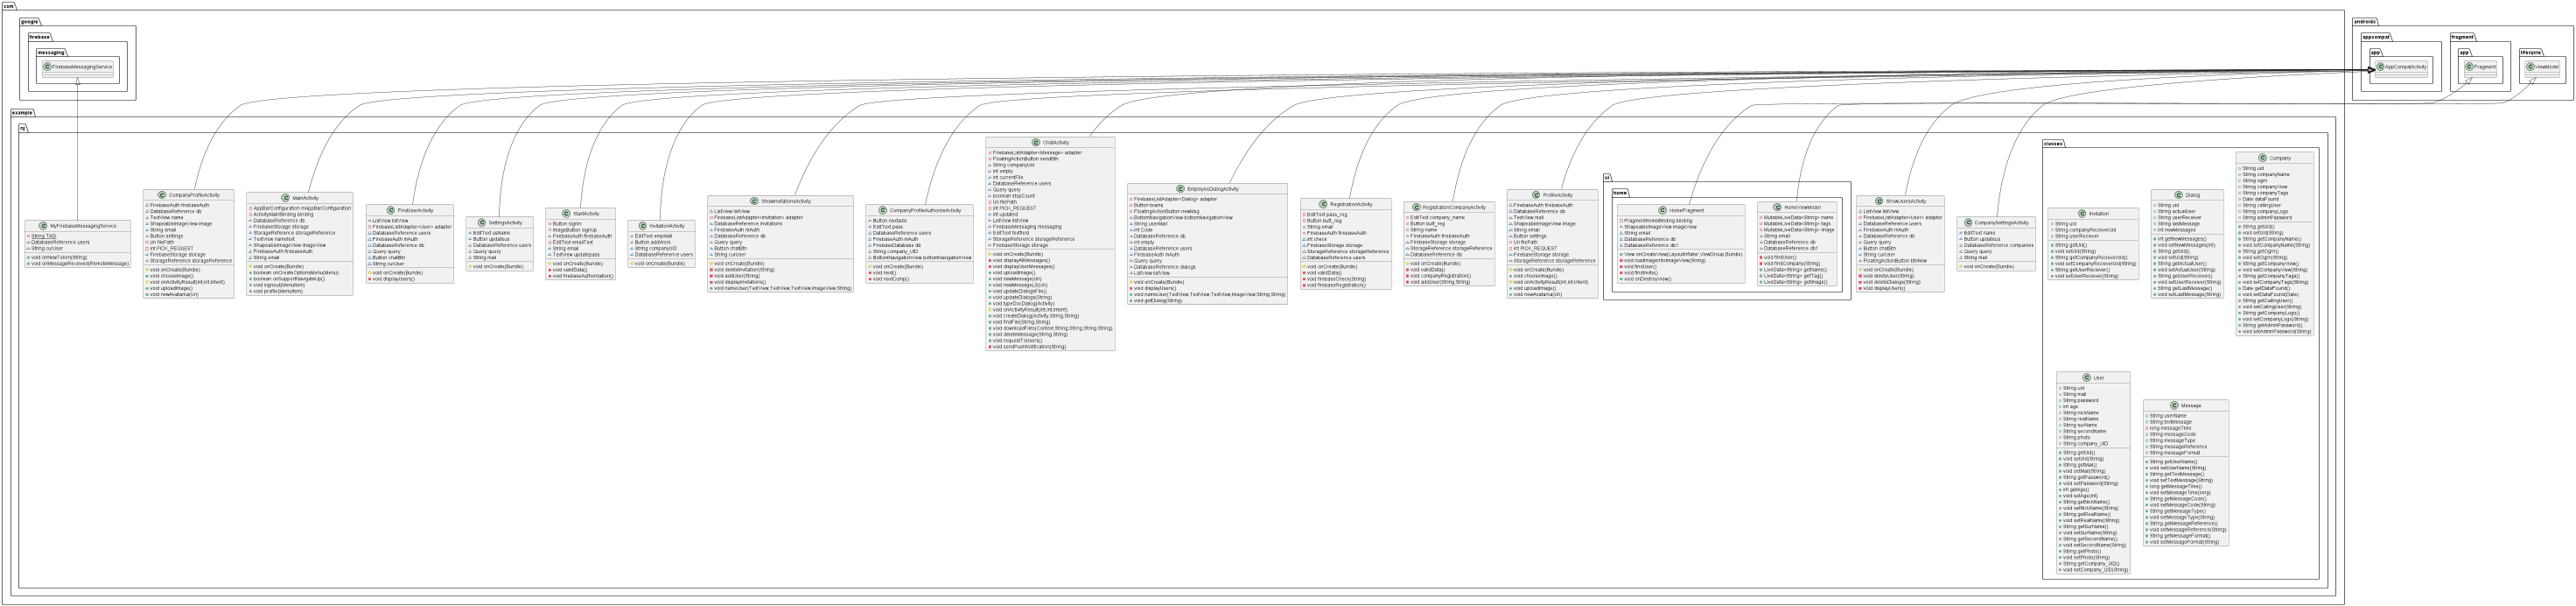 com
google
firebase
messaging
FirebaseMessagingService
androidx
appcompat
app
AppCompatActivity
fragment
app
Fragment
lifecycle
ViewModel
example
MyFirebaseMessagingService
String TAG
DatabaseReference users
String curUser
void onNewToken(String)
void onMessageReceived(RemoteMessage)
CompanyProfileActivity
FirebaseAuth firebaseAuth
DatabaseReference db
TextView name
ShapeableImageView image
String email
Button settings
Uri filePath
int PICK_REQUEST
FirebaseStorage storage
StorageReference storageReference
void onCreate(Bundle)
void chooseImage()
void onActivityResult(int,int,Intent)
void uploadImage()
void newAvatarka(Uri)
MainActivity
AppBarConfiguration mAppBarConfiguration
ActivityMainBinding binding
DatabaseReference db
FirebaseStorage storage
StorageReference storageReference
TextView nametext
ShapeableImageView imageView
FirebaseAuth firebaseAuth
String email
void onCreate(Bundle)
boolean onCreateOptionsMenu(Menu)
boolean onSupportNavigateUp()
void signout(MenuItem)
void profile(MenuItem)
FindUserActivity
ListView listView
FirebaseListAdapter<User> adapter
DatabaseReference users
FirebaseAuth mAuth
DatabaseReference db
Query query
Button chatBtn
String curUser
void onCreate(Bundle)
void displayUsers()
SettingsActivity
EditText usName
Button updatous
DatabaseReference users
Query query
String mail
void onCreate(Bundle)
StartActivity
Button signIn
ImageButton signUp
FirebaseAuth firebaseAuth
EditText emailText
String email
TextView updatepass
void onCreate(Bundle)
void validData()
void firebaseAuthorization()
InvitationActivity
EditText empMail
Button addWork
String companyUID
DatabaseReference users
void onCreate(Bundle)
ShowInvitationsActivity
ListView listView
FirebaseListAdapter<Invitation> adapter
DatabaseReference invitations
FirebaseAuth mAuth
DatabaseReference db
Query query
Button chatBtn
String curUser
void onCreate(Bundle)
void deleteInvitation(String)
void addUser(String)
void displayInvitations()
void nameUser(TextView,TextView,TextView,ImageView,String)
CompanyProfileAuthorizeActivity
Button nextadd
EditText pass
DatabaseReference users
FirebaseAuth mAuth
FirebaseDatabase db
String company_UID
BottomNavigationView bottomNavigationView
void onCreate(Bundle)
void next()
void nextComp()
ChatActivity
FirebaseListAdapter<Message> adapter
FloatingActionButton sendBtn
String companyUid
int empty
int currentFile
DatabaseReference users
Query query
boolean stopCount
Uri filePath
int PICK_REQUEST
int updated
ListView listView
FirebaseMessaging messaging
EditText textField
StorageReference storageReference
FirebaseStorage storage
void onCreate(Bundle)
void displayAllMessages()
void displayUserMessages()
void uploadImage()
void newMessageLS(Uri)
void newMessage(Uri)
void updateDialogsFile()
void updateDialogs(String)
void typeDocDialog(Activity)
void onActivityResult(int,int,Intent)
void createDialog(Activity,String,String)
void findFile(String,String)
void downloadFiles(Context,String,String,String,String)
void deleteMessage(String,String)
void requestToUsers()
void sendPushNotification(String)
EmployeeDialogActivity
FirebaseListAdapter<Dialog> adapter
Button teams
FloatingActionButton newMsg
BottomNavigationView bottomNavigationView
String userMail
int Code
DatabaseReference db
int empty
DatabaseReference users
FirebaseAuth mAuth
Query query
DatabaseReference dialogs
ListView listView
void onCreate(Bundle)
void displayUsers()
void nameUser(TextView,TextView,TextView,ImageView,String,String)
void getDialog(String)
RegistrationActivity
EditText pass_reg
Button butt_reg
String email
FirebaseAuth firebaseAuth
int check
FirebaseStorage storage
StorageReference storageReference
DatabaseReference users
void onCreate(Bundle)
void validData()
void firebaseCheck(String)
void firebaseRegistration()
RegistrationCompanyActivity
EditText company_name
Button butt_reg
String name
FirebaseAuth firebaseAuth
FirebaseStorage storage
StorageReference storageReference
DatabaseReference users
void onCreate(Bundle)
void validData()
void companyRegistration()
void addUser(String,String)
ProfileActivity
FirebaseAuth firebaseAuth
DatabaseReference db
TextView mail
ShapeableImageView image
String email
Button settings
Uri filePath
int PICK_REQUEST
FirebaseStorage storage
StorageReference storageReference
void onCreate(Bundle)
void chooseImage()
void onActivityResult(int,int,Intent)
void uploadImage()
void newAvatarka(Uri)
ui
home
HomeFragment
FragmentHomeBinding binding
ShapeableImageView imageView
String email
DatabaseReference db
DatabaseReference db1
View onCreateView(LayoutInflater,ViewGroup,Bundle)
void loadImageIntoImageView(String)
void findUser()
void findInvite()
void onDestroyView()
HomeViewModel
MutableLiveData<String> name
MutableLiveData<String> tags
MutableLiveData<String> image
String email
DatabaseReference db
DatabaseReference db1
void findUser()
void findCompany(String)
LiveData<String> getName()
LiveData<String> getTag()
LiveData<String> getImage()
ShowUsersActivity
ListView listView
FirebaseListAdapter<User> adapter
DatabaseReference users
FirebaseAuth mAuth
DatabaseReference db
Query query
Button chatBtn
String curUser
FloatingActionButton btnNew
void onCreate(Bundle)
void deleteUser(String)
void deleteDialogs(String)
void displayUsers()
CompanySettingsActivity
EditText name
Button updatous
DatabaseReference companies
Query query
String mail
void onCreate(Bundle)
classes
Invitation
String uid
String companyRecieverUid
String userReciever
String getUid()
void setUid(String)
String getCompanyRecieverUid()
void setCompanyRecieverUid(String)
String getUserReciever()
void setUserReciever(String)
Dialog
String uid
String actualUser
String userReceiver
String lastMessage
int newMessages
int getNewMessages()
void setNewMessages(int)
String getUid()
void setUid(String)
String getActualUser()
void setActualUser(String)
String getUserReceiver()
void setUserReceiver(String)
String getLastMessage()
void setLastMessage(String)
Company
String uid
String companyName
String ogrn
String companyView
String companyTags
Date dataFound
String callingUser
String companyLogo
String adminPassword
String getUid()
void setUid(String)
String getCompanyName()
void setCompanyName(String)
String getOgrn()
void setOgrn(String)
String getCompanyView()
void setCompanyView(String)
String getCompanyTags()
void setCompanyTags(String)
Date getDataFound()
void setDataFound(Date)
String getCallingUser()
void setCallingUser(String)
String getCompanyLogo()
void setCompanyLogo(String)
String getAdminPassword()
void setAdminPassword(String)
User
String uid
String mail
String password
int age
String nickName
String realName
String surName
String secondName
String photo
String company_UID
String getUid()
void setUid(String)
String getMail()
void setMail(String)
String getPassword()
void setPassword(String)
int getAge()
void setAge(int)
String getNickName()
void setNickName(String)
String getRealName()
void setRealName(String)
String getSurName()
void setSurName(String)
String getSecondName()
void setSecondName(String)
String getPhoto()
void setPhoto(String)
String getCompany_UID()
void setCompany_UID(String)
Message
String userName
String textMessage
long messageTime
String messageCode
String messageType
String messageReference
String messageFormat
String getUserName()
void setUserName(String)
String getTextMessage()
void setTextMessage(String)
long getMessageTime()
void setMessageTime(long)
String getMessageCode()
void setMessageCode(String)
String getMessageType()
void setMessageType(String)
String getMessageReference()
void setMessageReference(String)
String getMessageFormat()
void setMessageFormat(String)